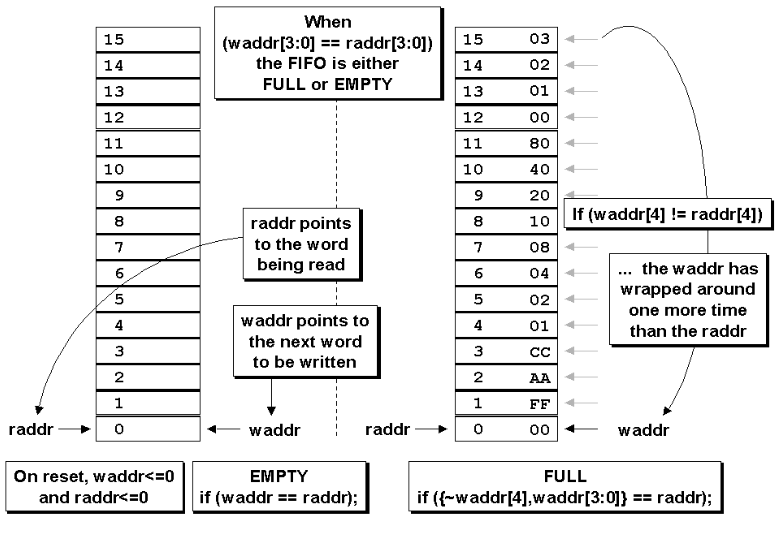 When
(waddr[3:0] == raddr[3:0])
the FIFO is either
FULL or EMPTY
15
14
13
12
11
10
9
8
7
6
5
4
3
2
1
0
raddr points
to the word
being read
waddr points to
the next word
to be written
raddr
waddr
15 03
14 02
13 01
12 00
11 80
10 40
9 20
8 10
7 08
6 04
5 02
4 01
3 CC
2 AA
1 FF
0 00
If (waddr[4] != raddr[4])
... the waddr has
wrapped around
one more time
than the raddr
raddr
waddr
On reset, waddr<=0
and raddr<=0
EMPTY
if (waddr == raddr);
FULL
if ({~waddr[4],waddr[3:0]} == raddr);